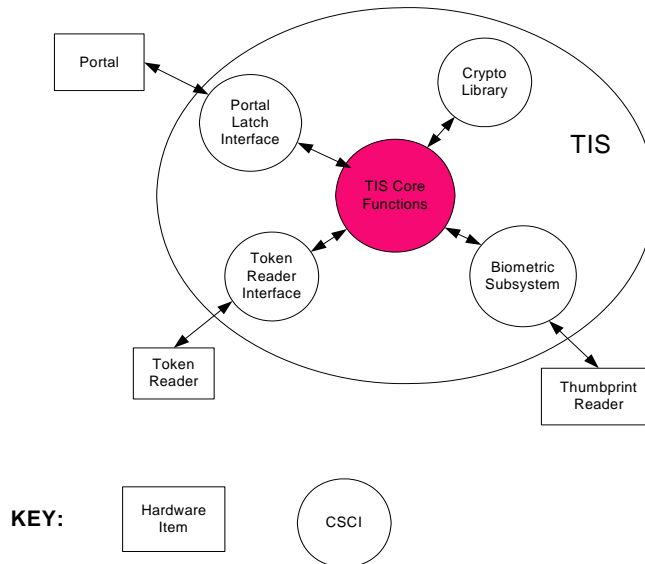 Portal
Portal
Latch
Interface
Crypto
Library
TIS
TIS Core
Functions
Token
Reader
Interface
Biometric
Subsystem
Token
Reader
Thumbprint
Reader
KEY:
Hardware
Item
CSCI